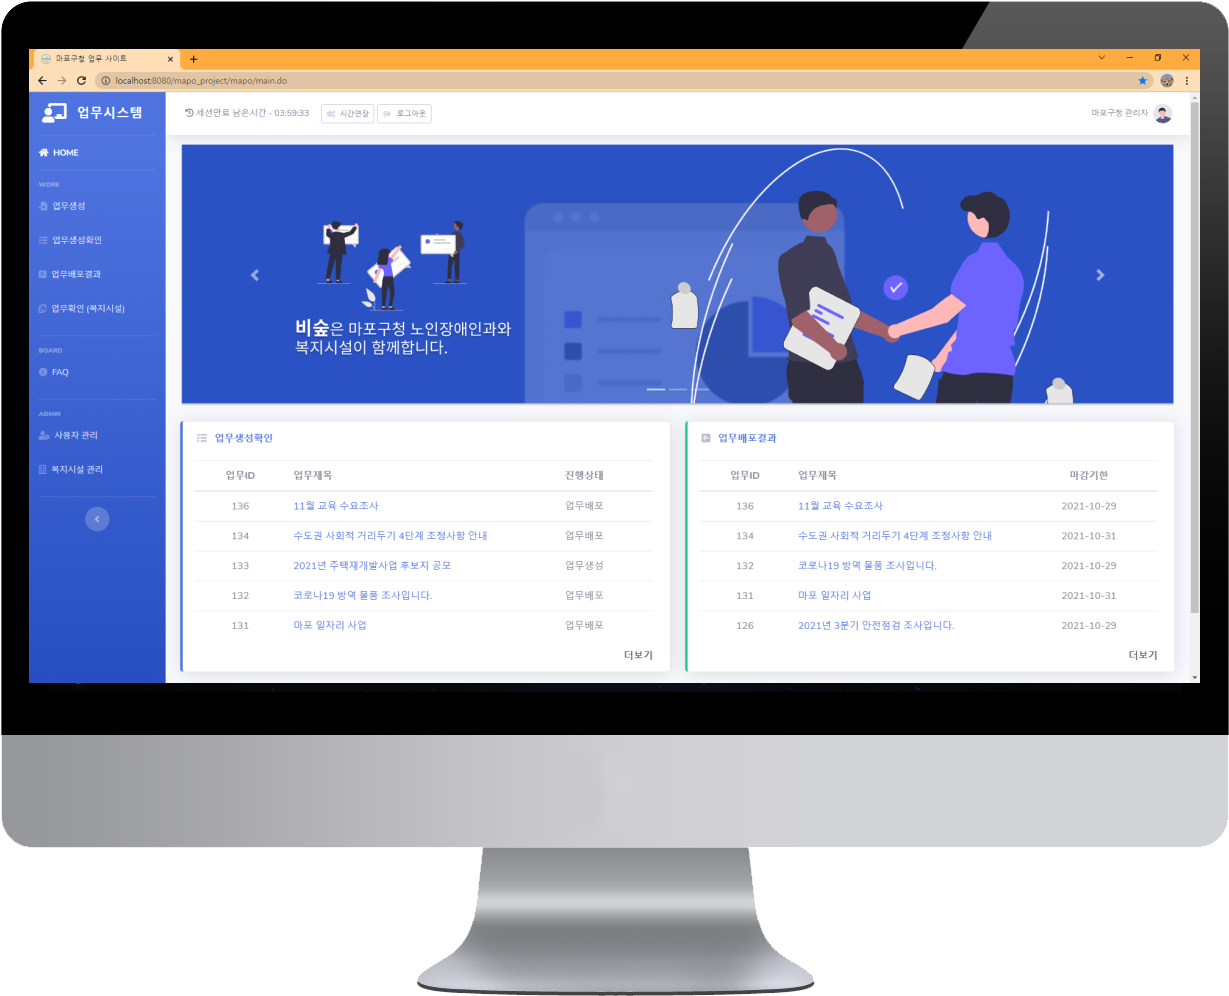 마포구청 업무 사이트
localhost:8080/mapo_project/mapo/main.do
업무시스템
세션만료 남은시간 - 03:59:33 시간연장 로그아웃
마포구청 관리자
HOME
WORK
업무생성
업무생성확인
업무배포결과
업무확인 (복지시설)
BOARD
FAQ
ADMIN
사용자 관리
복지시설 관리
비숲은 마포구청 노인장애인과와
복지시설이 함께합니다.
업무생성확인
업무ID 업무제목 진행상태
136 11월 교육 수요조사 업무배포
134 수도권 사회적 거리두기 4단계 조정사항 안내 업무배포
133 2021년 주택재개발사업 후보지 공모 업무생성
132 코로나19 방역 물품 조사입니다. 업무배포
131 마포 일자리 사업 업무배포
더보기
업무배포결과
업무ID 업무제목 마감기한
136 11월 교육 수요조사 2021-10-29
134 수도권 사회적 거리두기 4단계 조정사항 안내 2021-10-31
132 코로나19 방역 물품 조사입니다. 2021-10-29
131 마포 일자리 사업 2021-10-31
126 2021년 3분기 안전점검 조사입니다. 2021-10-29
더보기